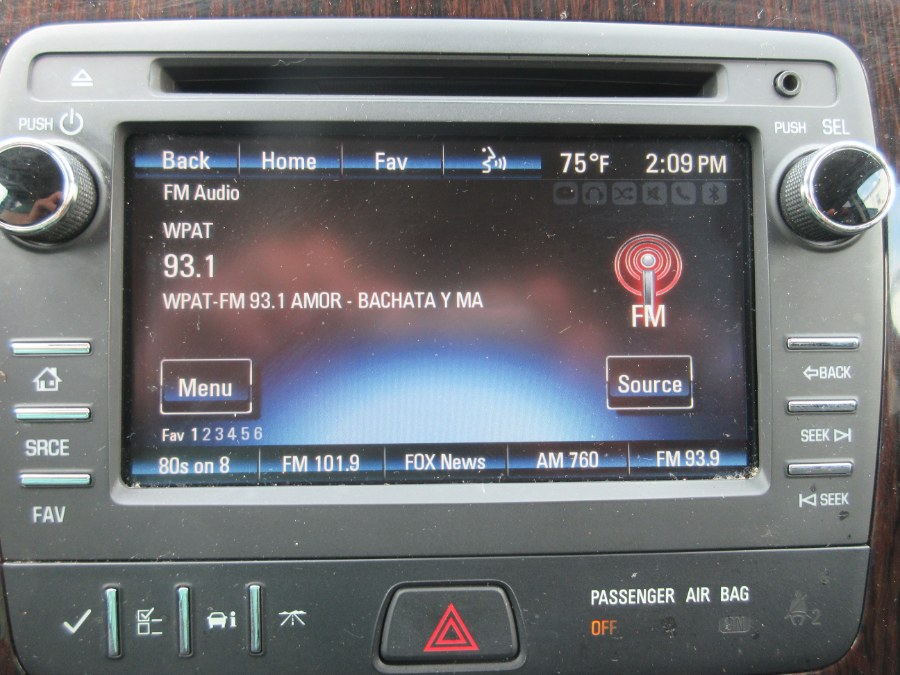 PUSH
PUSH SEL
Back Home Fav 75°F 2:09 PM
FM Audio
WPAT
93.1
WPAT-FM 93.1 AMOR - BACHATA Y MA
FM
Menu
Source
Fav 1 2 3 4 5 6
80s on 8 FM 101.9 FOX News AM 760 FM 93.9
SRCE
FAV
BACK
SEEK
SEEK
PASSENGER AIR BAG
OFF
2